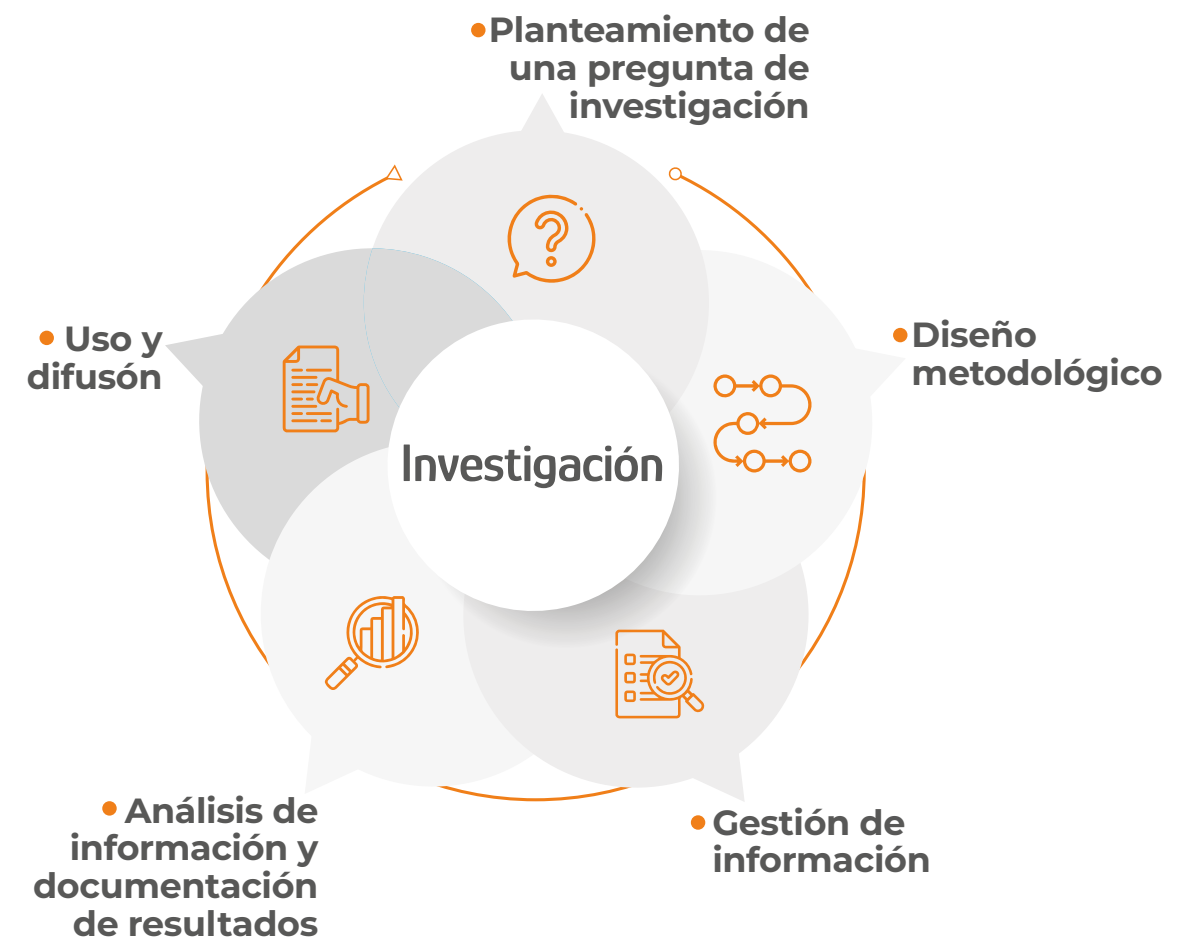 •Planteamiento de
una pregunta de
investigación
•Diseño
metodológico
• Gestión de
información
• Análisis de
información y
documentación
de resultados
• Uso y
difusón
Investigación
?